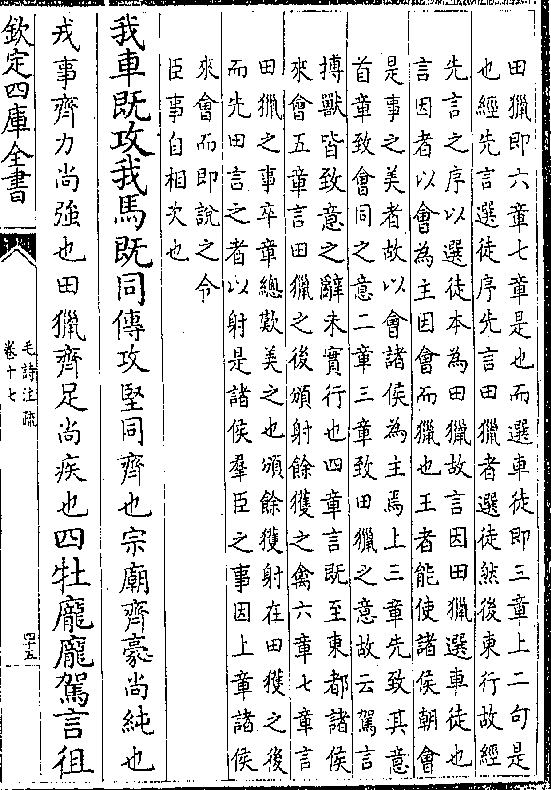 田獵即六章七章是也而選車徒即三章上二句是
也經先言選徒序先言田獵者選徒然後東行故經
先言之序以選徒本為田獵故言因田獵選車徒也
言因者以會為主因會而獵也王者能使諸侯朝會
是事之美者故以會諸侯為主焉上三章先致其意
首章致會同之意二章三章致田獵之意故云駕言
搏獸皆致意之辭未實行也四章言既至東都諸侯
來會五章言田獵之後頒射餘獲之禽六章七章言
田獵之事卒章總歎美之也頒餘獲射在田獲之後
而先田言之者以射是諸侯羣臣之事因上章諸侯
來會而即說之令
臣事自相次也
我車既攻我馬既同傳攻堅同齊也宗廟齊豪尚純也
戎事齊力尚強也田獵齊足尚疾也四牡龐龐駕言徂
欽定四庫全書
毛詩注疏
卷十七
四十五